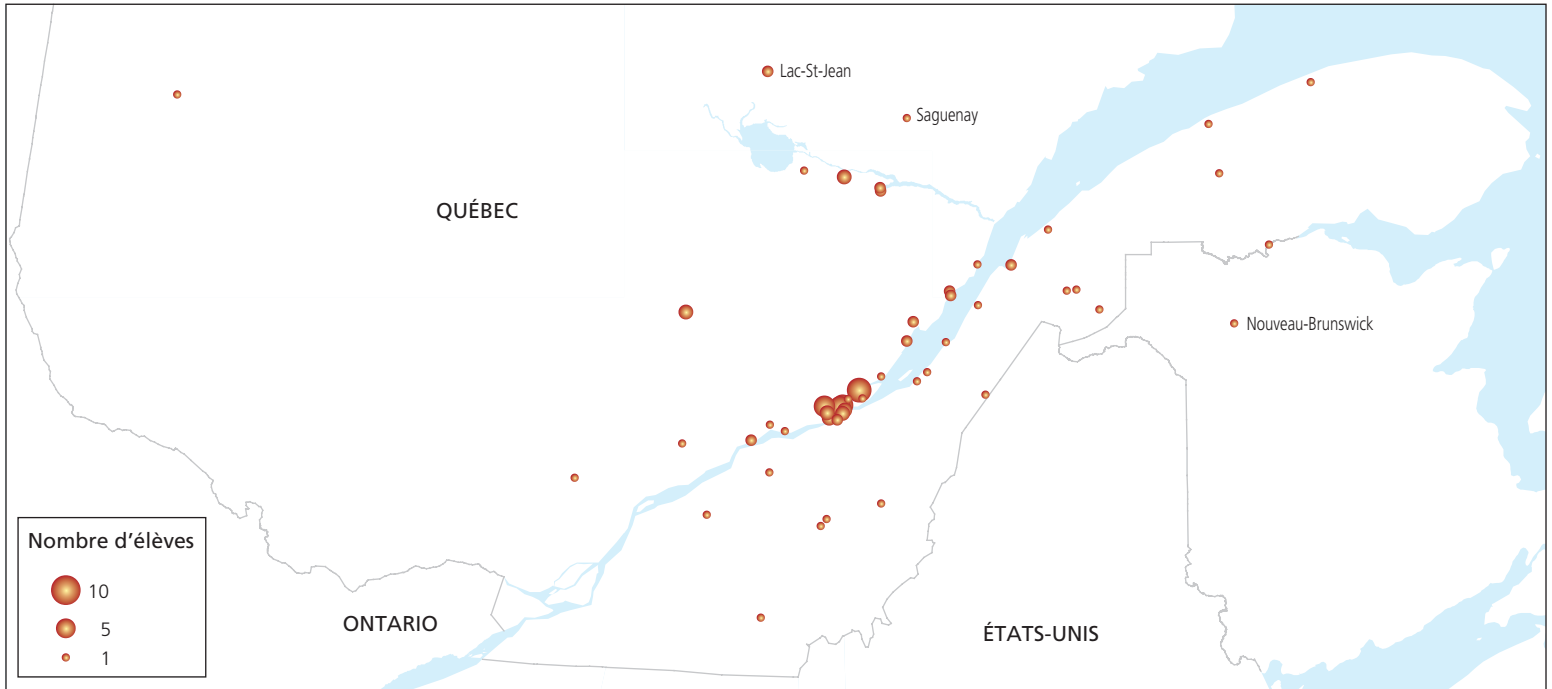 Lac-St-Jean
Saguenay
QUÉBEC
Nouveau-Brunswick
Nombre d'élèves
10
5
1
ONTARIO
ÉTATS-UNIS